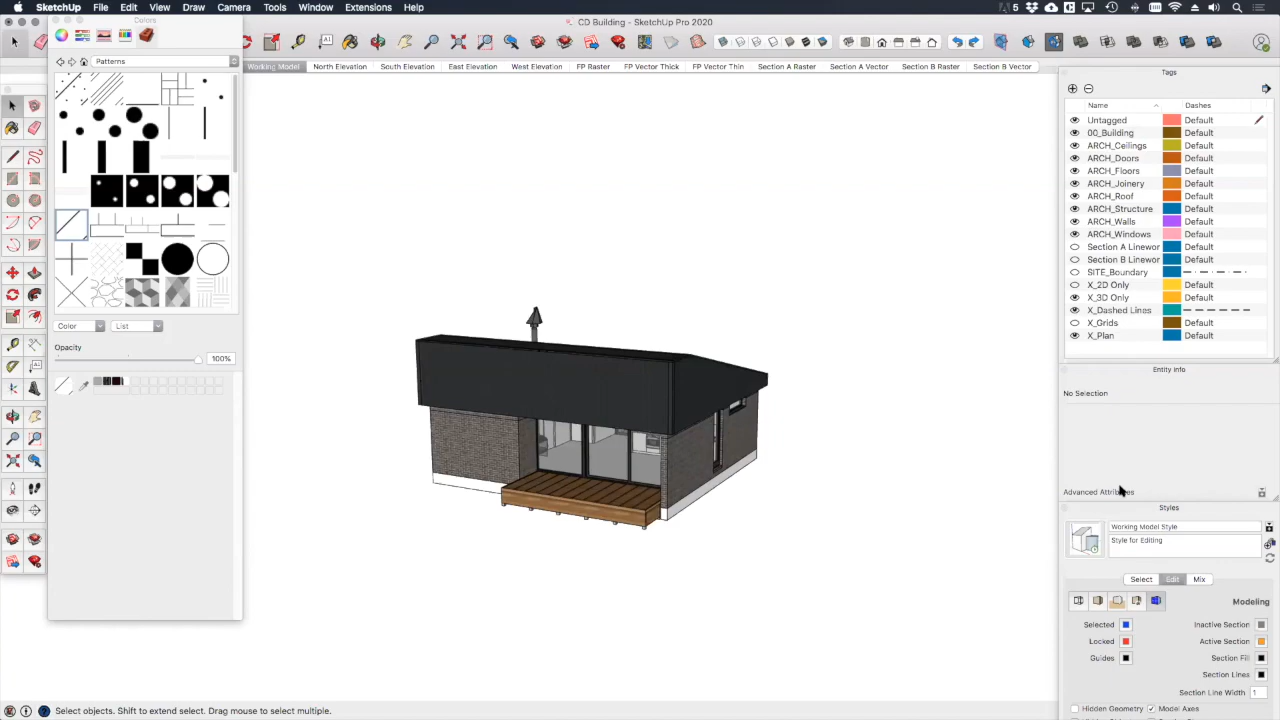 SketchUp File Edit View Draw Camera Tools Window Extensions Help
5
CD Building - SketchUp Pro 2020
Colors
Working Model North Elevation South Elevation East Elevation West Elevation FP Raster FP Vector Thick FP Vector Thin Section A Raster Section A Vector Section B Raster Section B Vector
Patterns
Color
List
Opacity
100%
Tags
Name Dashes
Untagged Default
00_Building Default
ARCH_Ceilings Default
ARCH_Doors Default
ARCH_Floors Default
ARCH_Joinery Default
ARCH_Roof Default
ARCH_Structure Default
ARCH_Walls Default
ARCH_Windows Default
Section A Linewor Default
Section B Linewor Default
SITE_Boundary
X_2D Only Default
X_3D Only Default
X_Dashed Lines
X_Grids Default
X_Plan Default
Entity Info
No Selection
Advanced Attributes
Styles
Working Model Style
Style for Editing
Select Edit Mix
Modeling
Selected Inactive Section
Locked Active Section
Guides Section Fill
Section Lines
Section Line Width 1
Hidden Geometry Model Axes
Select objects. Shift to extend select. Drag mouse to select multiple.